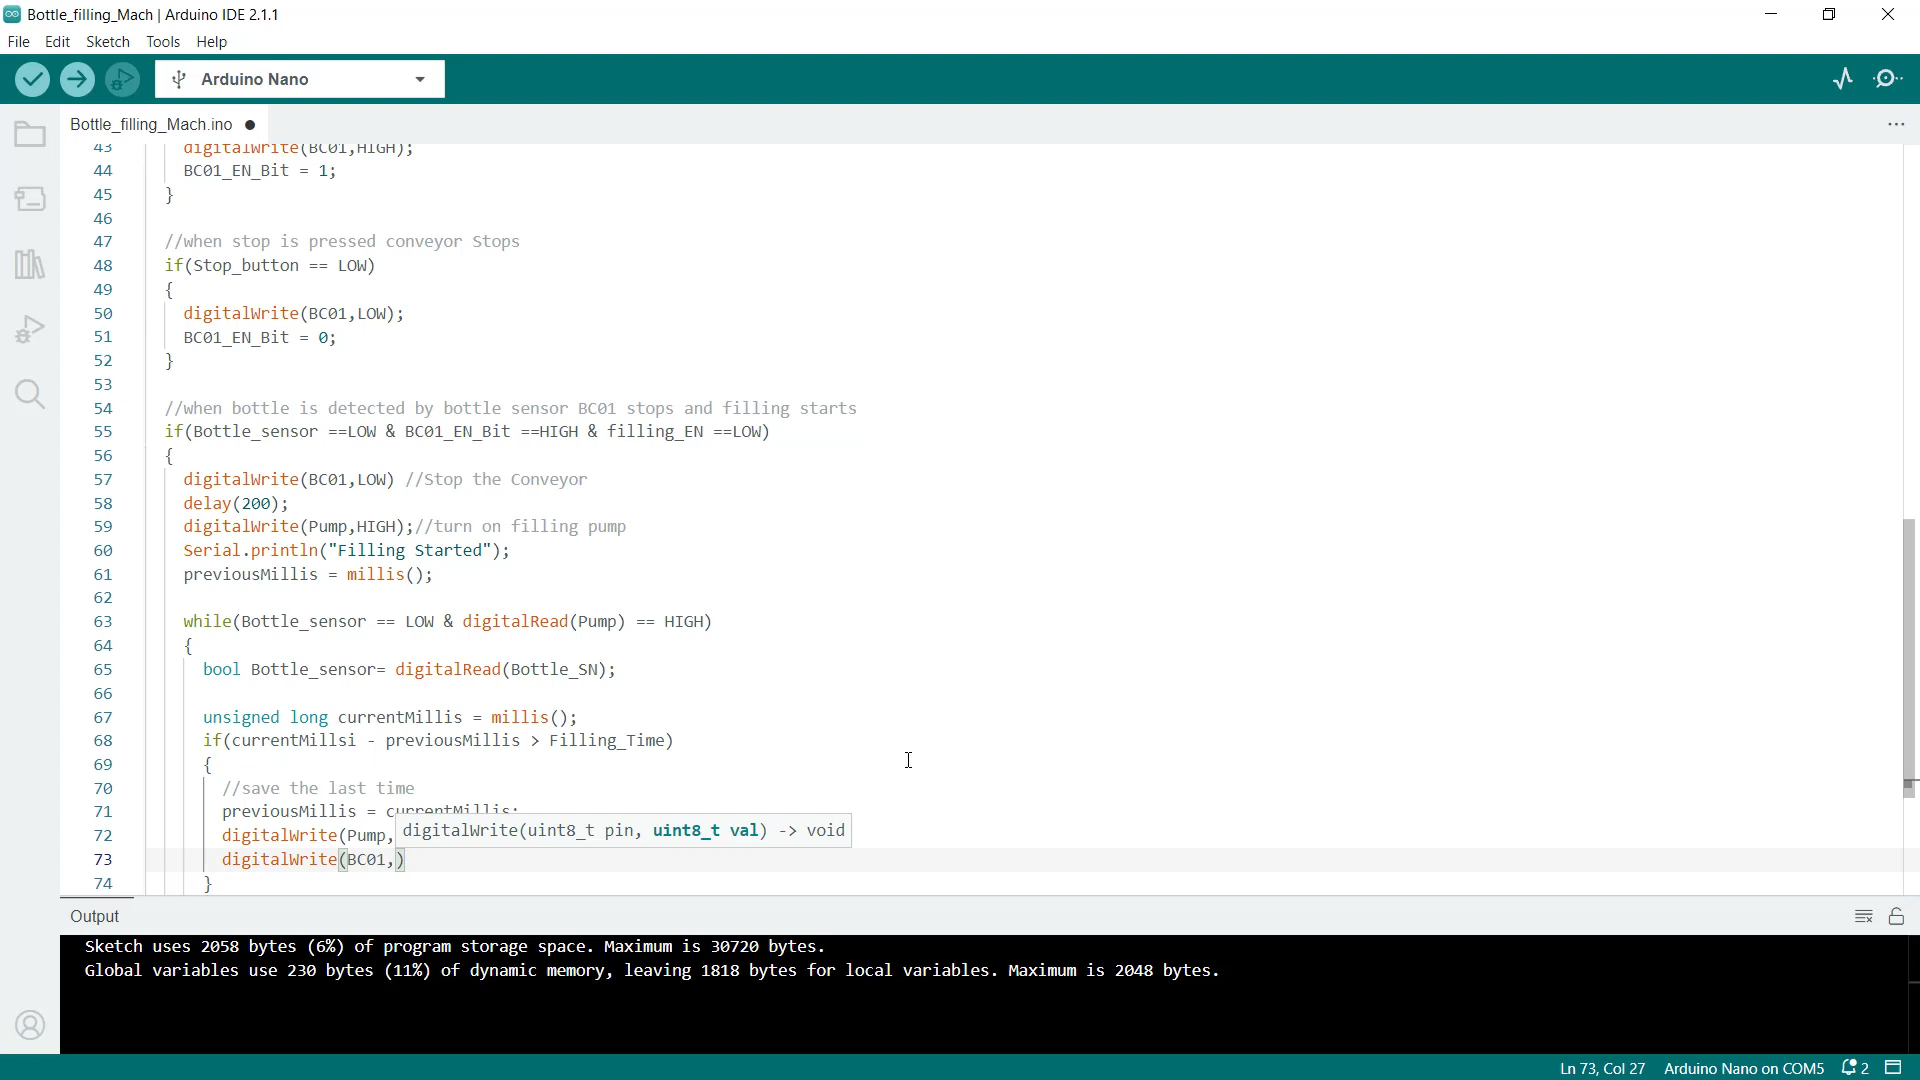 Bottle_filling_Mach | Arduino IDE 2.1.1
File Edit Sketch Tools Help
Arduino Nano
Bottle_filling_Mach.ino
43 digitalWrite(BC01,HIGH);
44 BC01_EN_Bit = 1;
45 }
46
47 //when stop is pressed conveyor Stops
48 if(Stop_button == LOW)
49 {
50 digitalWrite(BC01,LOW);
51 BC01_EN_Bit = 0;
52 }
53
54 //when bottle is detected by bottle sensor BC01 stops and filling starts
55 if(Bottle_sensor ==LOW & BC01_EN_Bit ==HIGH & filling_EN ==LOW)
56 {
57 digitalWrite(BC01,LOW) //Stop the Conveyor
58 delay(200);
59 digitalWrite(Pump,HIGH);//turn on filling pump
60 Serial.println("Filling Started");
61 previousMillis = millis();
62
63 while(Bottle_sensor == LOW & digitalRead(Pump) == HIGH)
64 {
65 bool Bottle_sensor= digitalRead(Bottle_SN);
66
67 unsigned long currentMillis = millis();
68 if(currentMillsi - previousMillis > Filling_Time)
69 {
70 //save the last time
71 previousMillis = currentMillis;
72 digitalWrite(Pump,
digitalWrite(uint8_t pin, uint8_t val) -> void
73 digitalWrite(BC01,)
74 }
Output
Sketch uses 2058 bytes (6%) of program storage space. Maximum is 30720 bytes.
Global variables use 230 bytes (11%) of dynamic memory, leaving 1818 bytes for local variables. Maximum is 2048 bytes.
Ln 73, Col 27 Arduino Nano on COM5 2